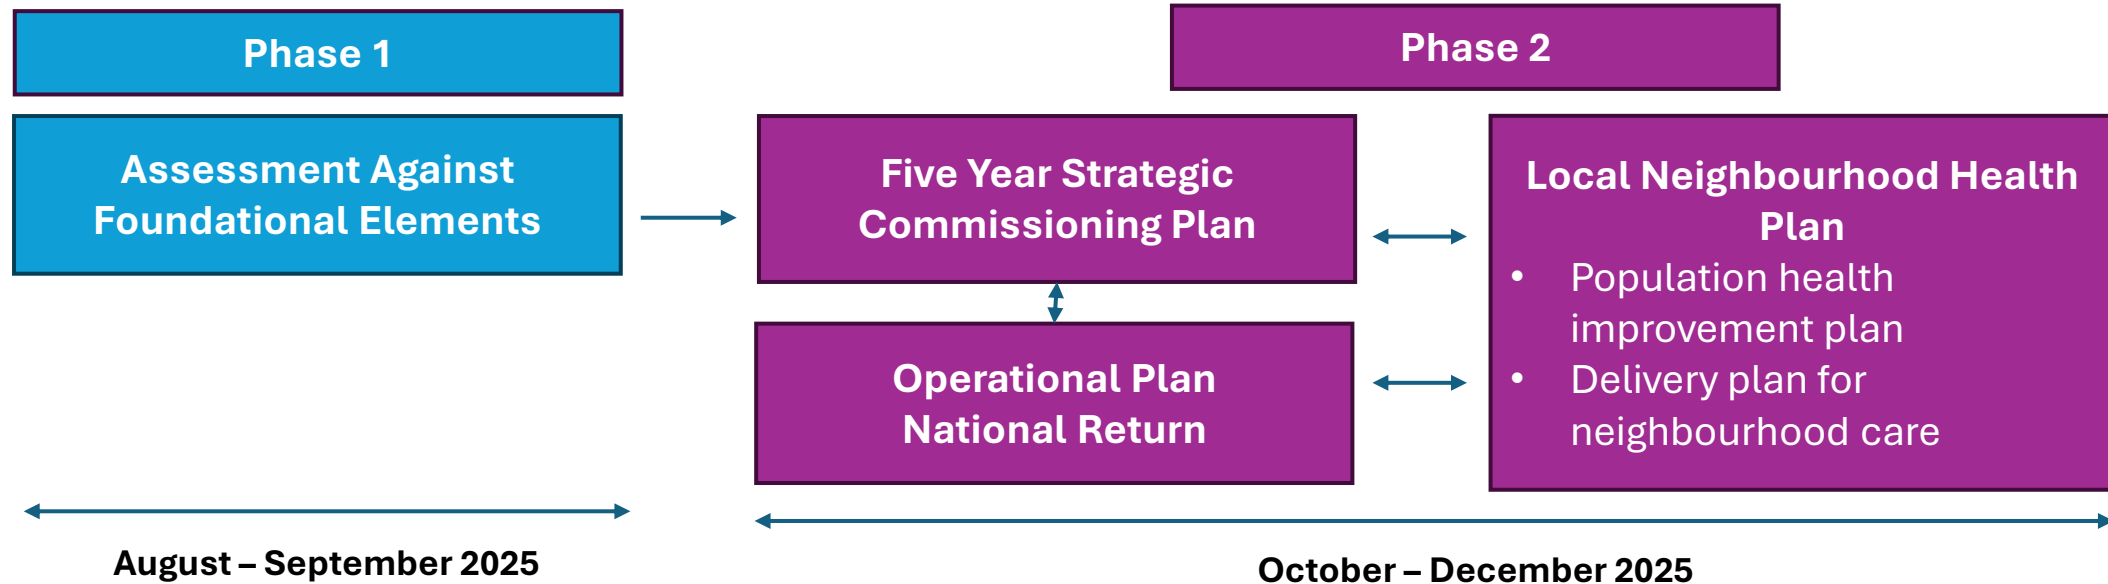 Phase 1
Phase 2
Assessment Against
Foundational Elements
Five Year Strategic
Commissioning Plan
Operational Plan
National Return
Local Neighbourhood Health
Plan
• Population health
improvement plan
• Delivery plan for
neighbourhood care
August – September 2025
October – December 2025